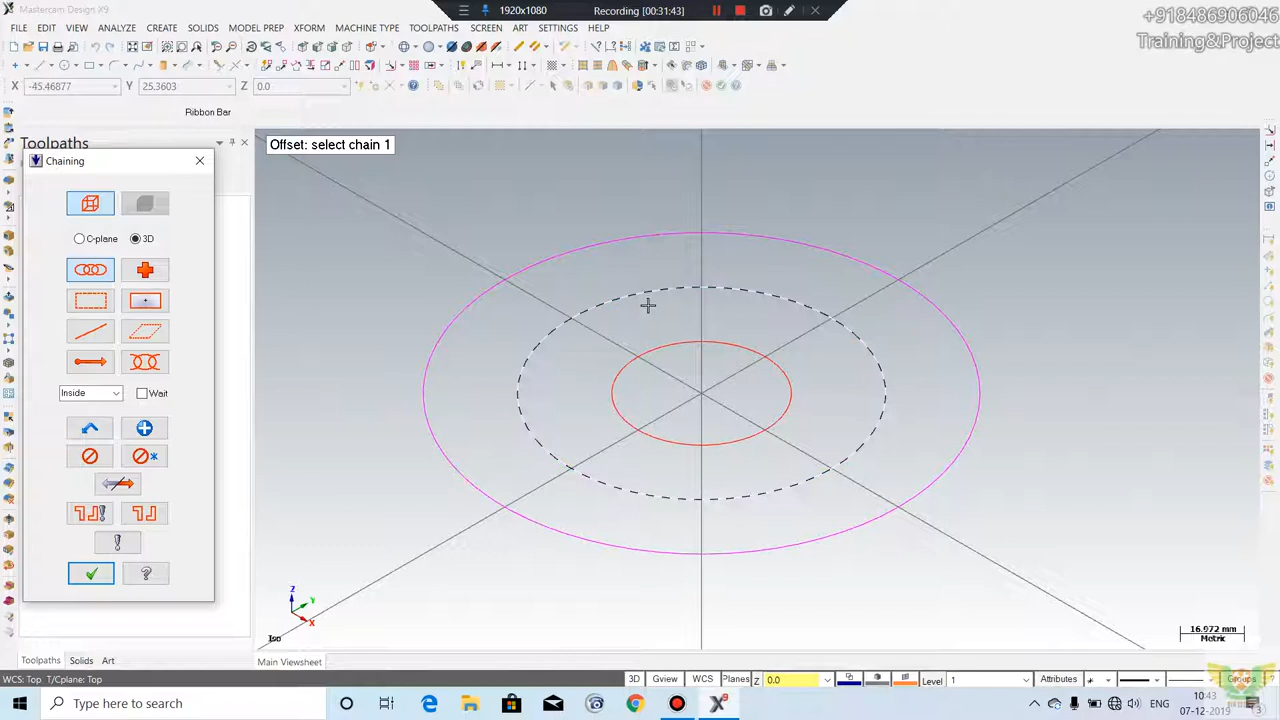 Mastercam Design X9
1920x1080
Recording [00:31:43]
+918486906046
Training&Project
FILE EDIT VIEW ANALYZE CREATE SOLIDS MODEL PREP XFORM MACHINE TYPE TOOLPATHS SCREEN ART SETTINGS HELP
X -45.46877 Y 25.3603 Z 0.0
Ribbon Bar
Toolpaths
Offset: select chain 1
Chaining
C-plane 3D
Inside Wait
Z
Y
X
Top
16.972 mm
Metric
Toolpaths Solids Art
Main Viewsheet
WCS: Top T/Cplane: Top
3D Gview WCS Planes Z 0.0 Level 1 Attributes Groups ?
Type here to search
ENG
10:43
07-12-2019
3